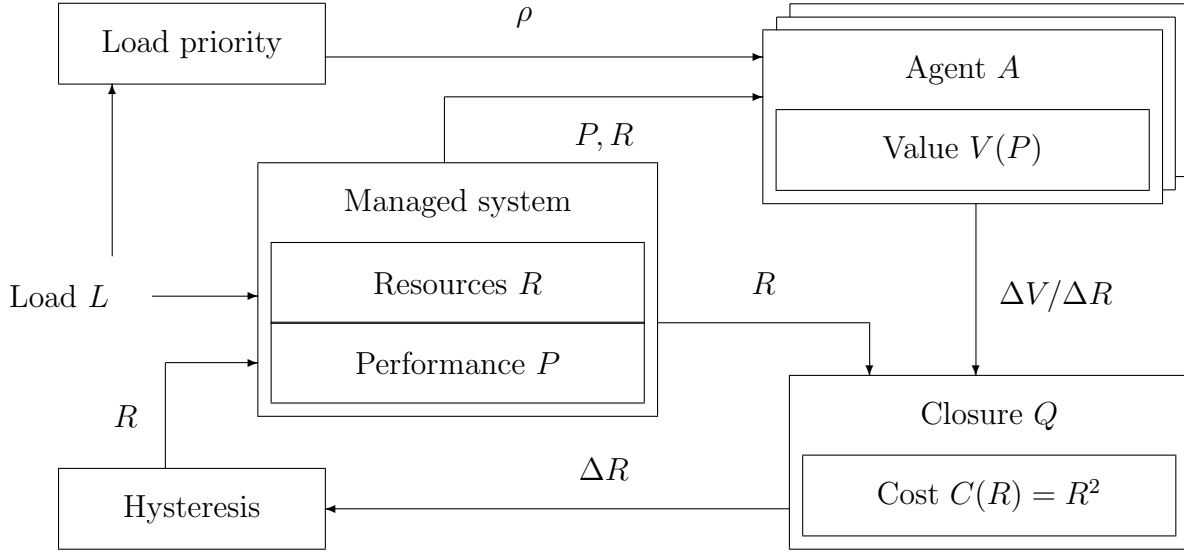 Load priority
ρ
Agent A
Value V(P)
P, R
Managed system
Resources R
Performance P
Load L
R
ΔV/ΔR
R
Closure Q
Cost C(R) = R²
ΔR
Hysteresis